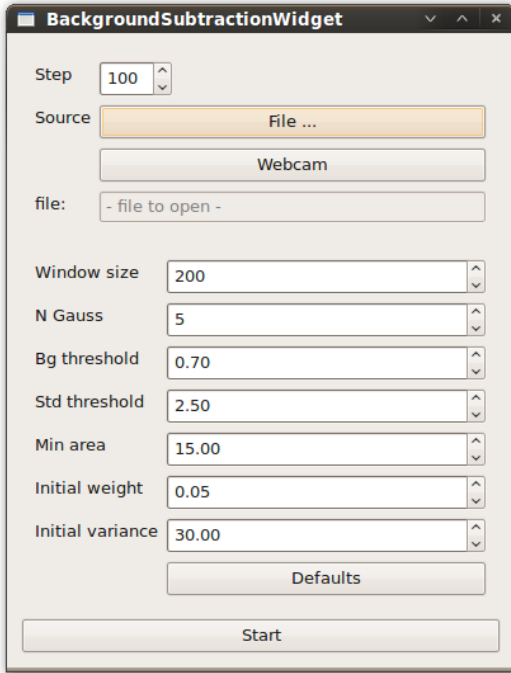 BackgroundSubtractionWidget
Step 100
Source File ...
Webcam
file: - file to open -
Window size 200
N Gauss 5
Bg threshold 0.70
Std threshold 2.50
Min area 15.00
Initial weight 0.05
Initial variance 30.00
Defaults
Start